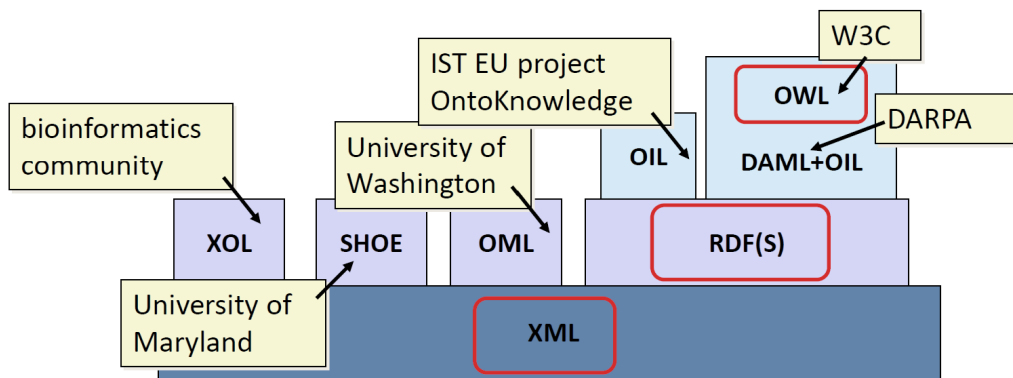 W3C
IST EU project
OntoKnowledge
OWL
bioinformatics
community
DARPA
University of
Washington
OIL
DAML+OIL
XOL
SHOE
OML
RDF(S)
University of
Maryland
XML